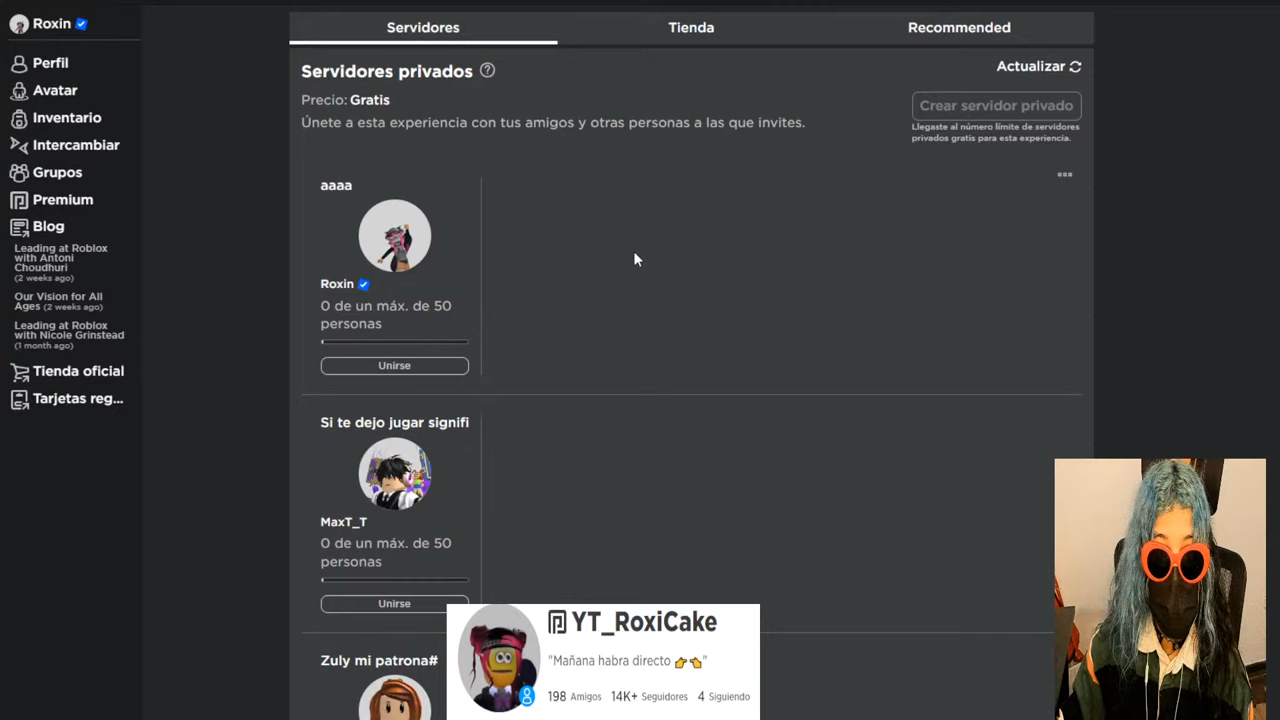 Roxin
Perfil
Avatar
Inventario
Intercambiar
Grupos
Premium
Blog
Leading at Roblox
with Antoni
Choudhuri
(2 weeks ago)
Our Vision for All
Ages (2 weeks ago)
Leading at Roblox
with Nicole Grinstead
(1 month ago)
Tienda oficial
Tarjetas reg...
Servidores
Tienda
Recommended
Servidores privados ?
Actualizar
Precio: Gratis
Únete a esta experiencia con tus amigos y otras personas a las que invites.
Crear servidor privado
Llegaste al número límite de servidores
privados gratis para esta experiencia.
aaaa
Roxin
0 de un máx. de 50
personas
Unirse
Si te dejo jugar signifi
MaxT_T
0 de un máx. de 50
personas
Unirse
Zuly mi patrona#
YT_RoxiCake
"Mañana habra directo 👉👈"
198 Amigos 14K+ Seguidores 4 Siguiendo